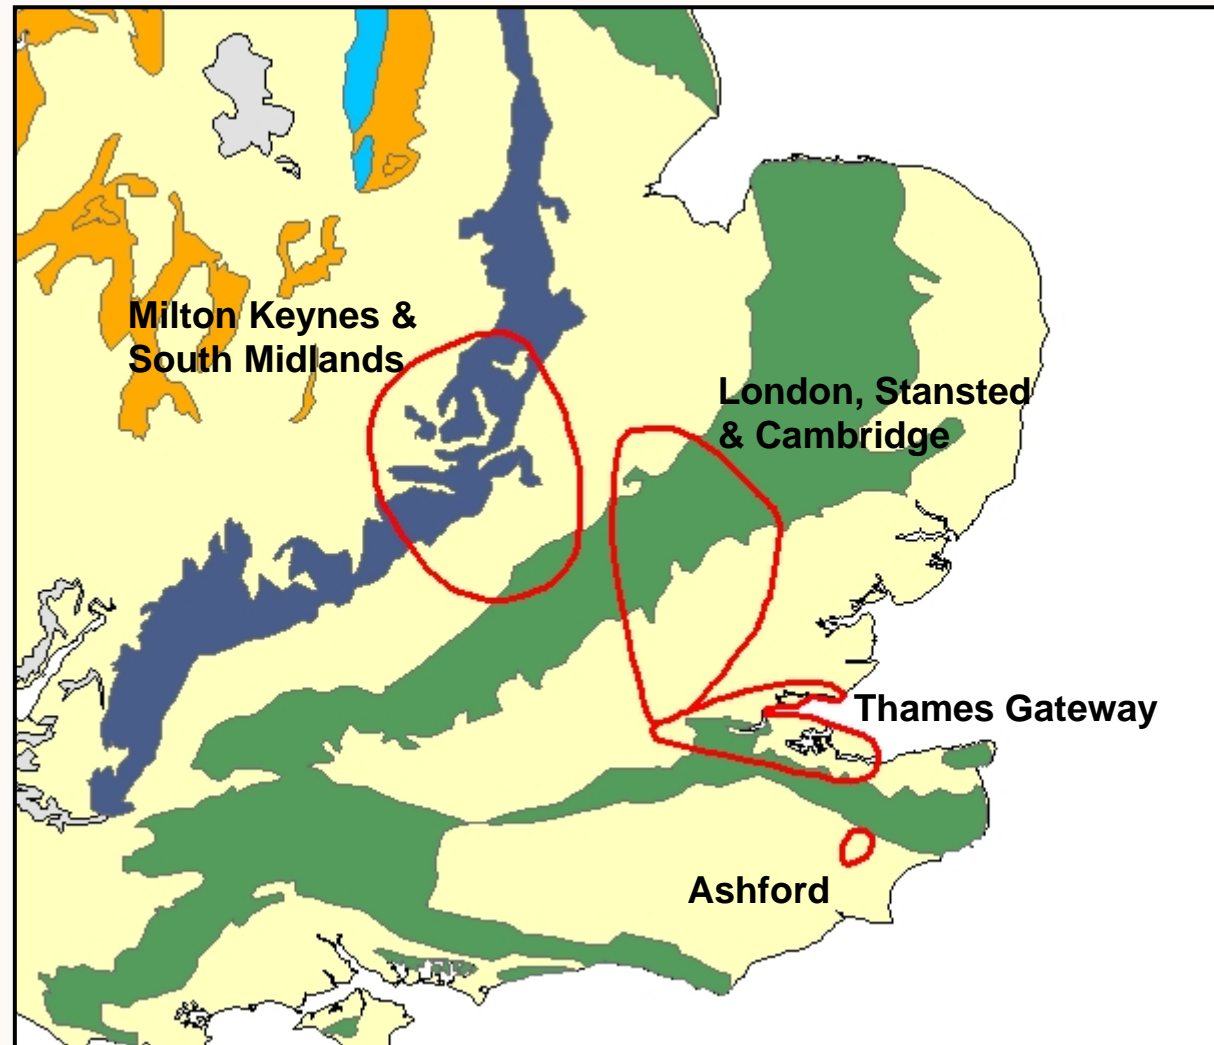 Milton Keynes &
South Midlands
London, Stansted
& Cambridge
Thames Gateway
Ashford